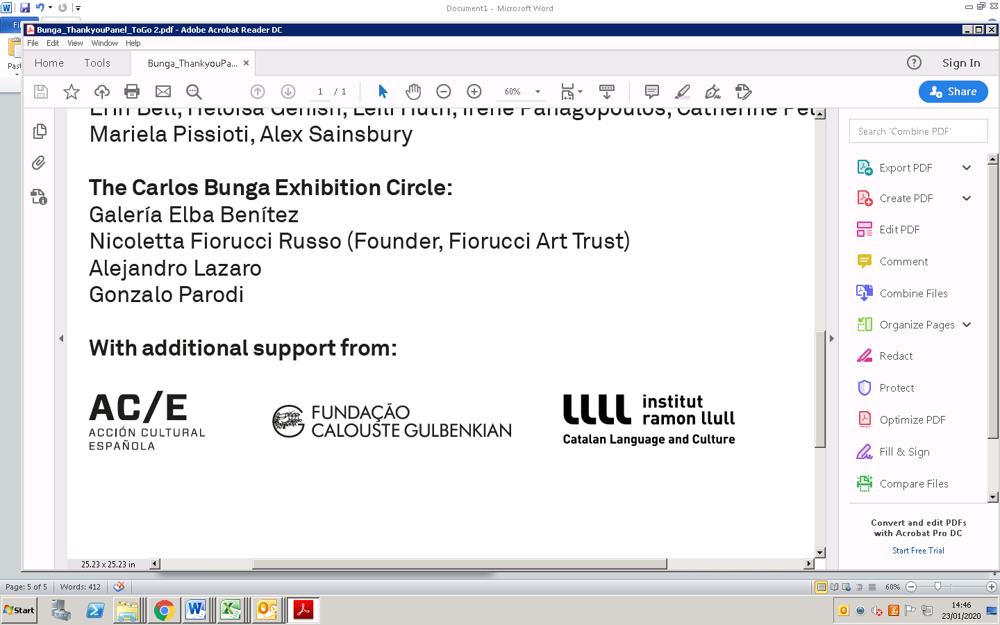 Document1 - Microsoft Word
Bunga_ThankyouPanel_ToGo 2.pdf - Adobe Acrobat Reader DC
File Edit View Window Help
Home Tools Bunga_ThankyouPa... Sign In
1 / 1 60% Share
Mariela Pissioti, Alex Sainsbury
The Carlos Bunga Exhibition Circle:
Galería Elba Benítez
Nicoletta Fiorucci Russo (Founder, Fiorucci Art Trust)
Alejandro Lazaro
Gonzalo Parodi
With additional support from:
AC/E
ACCIÓN CULTURAL
ESPAÑOLA
FUNDAÇÃO
CALOUSTE GULBENKIAN
institut
ramon llull
Catalan Language and Culture
25.23 x 25.23 in
Search 'Combine PDF'
Export PDF
Create PDF
Edit PDF
Comment
Combine Files
Organize Pages
Redact
Protect
Optimize PDF
Fill & Sign
Compare Files
Convert and edit PDFs
with Acrobat Pro DC
Start Free Trial
Page: 5 of 5 Words: 412 60%
Start
14:46
23/01/2020